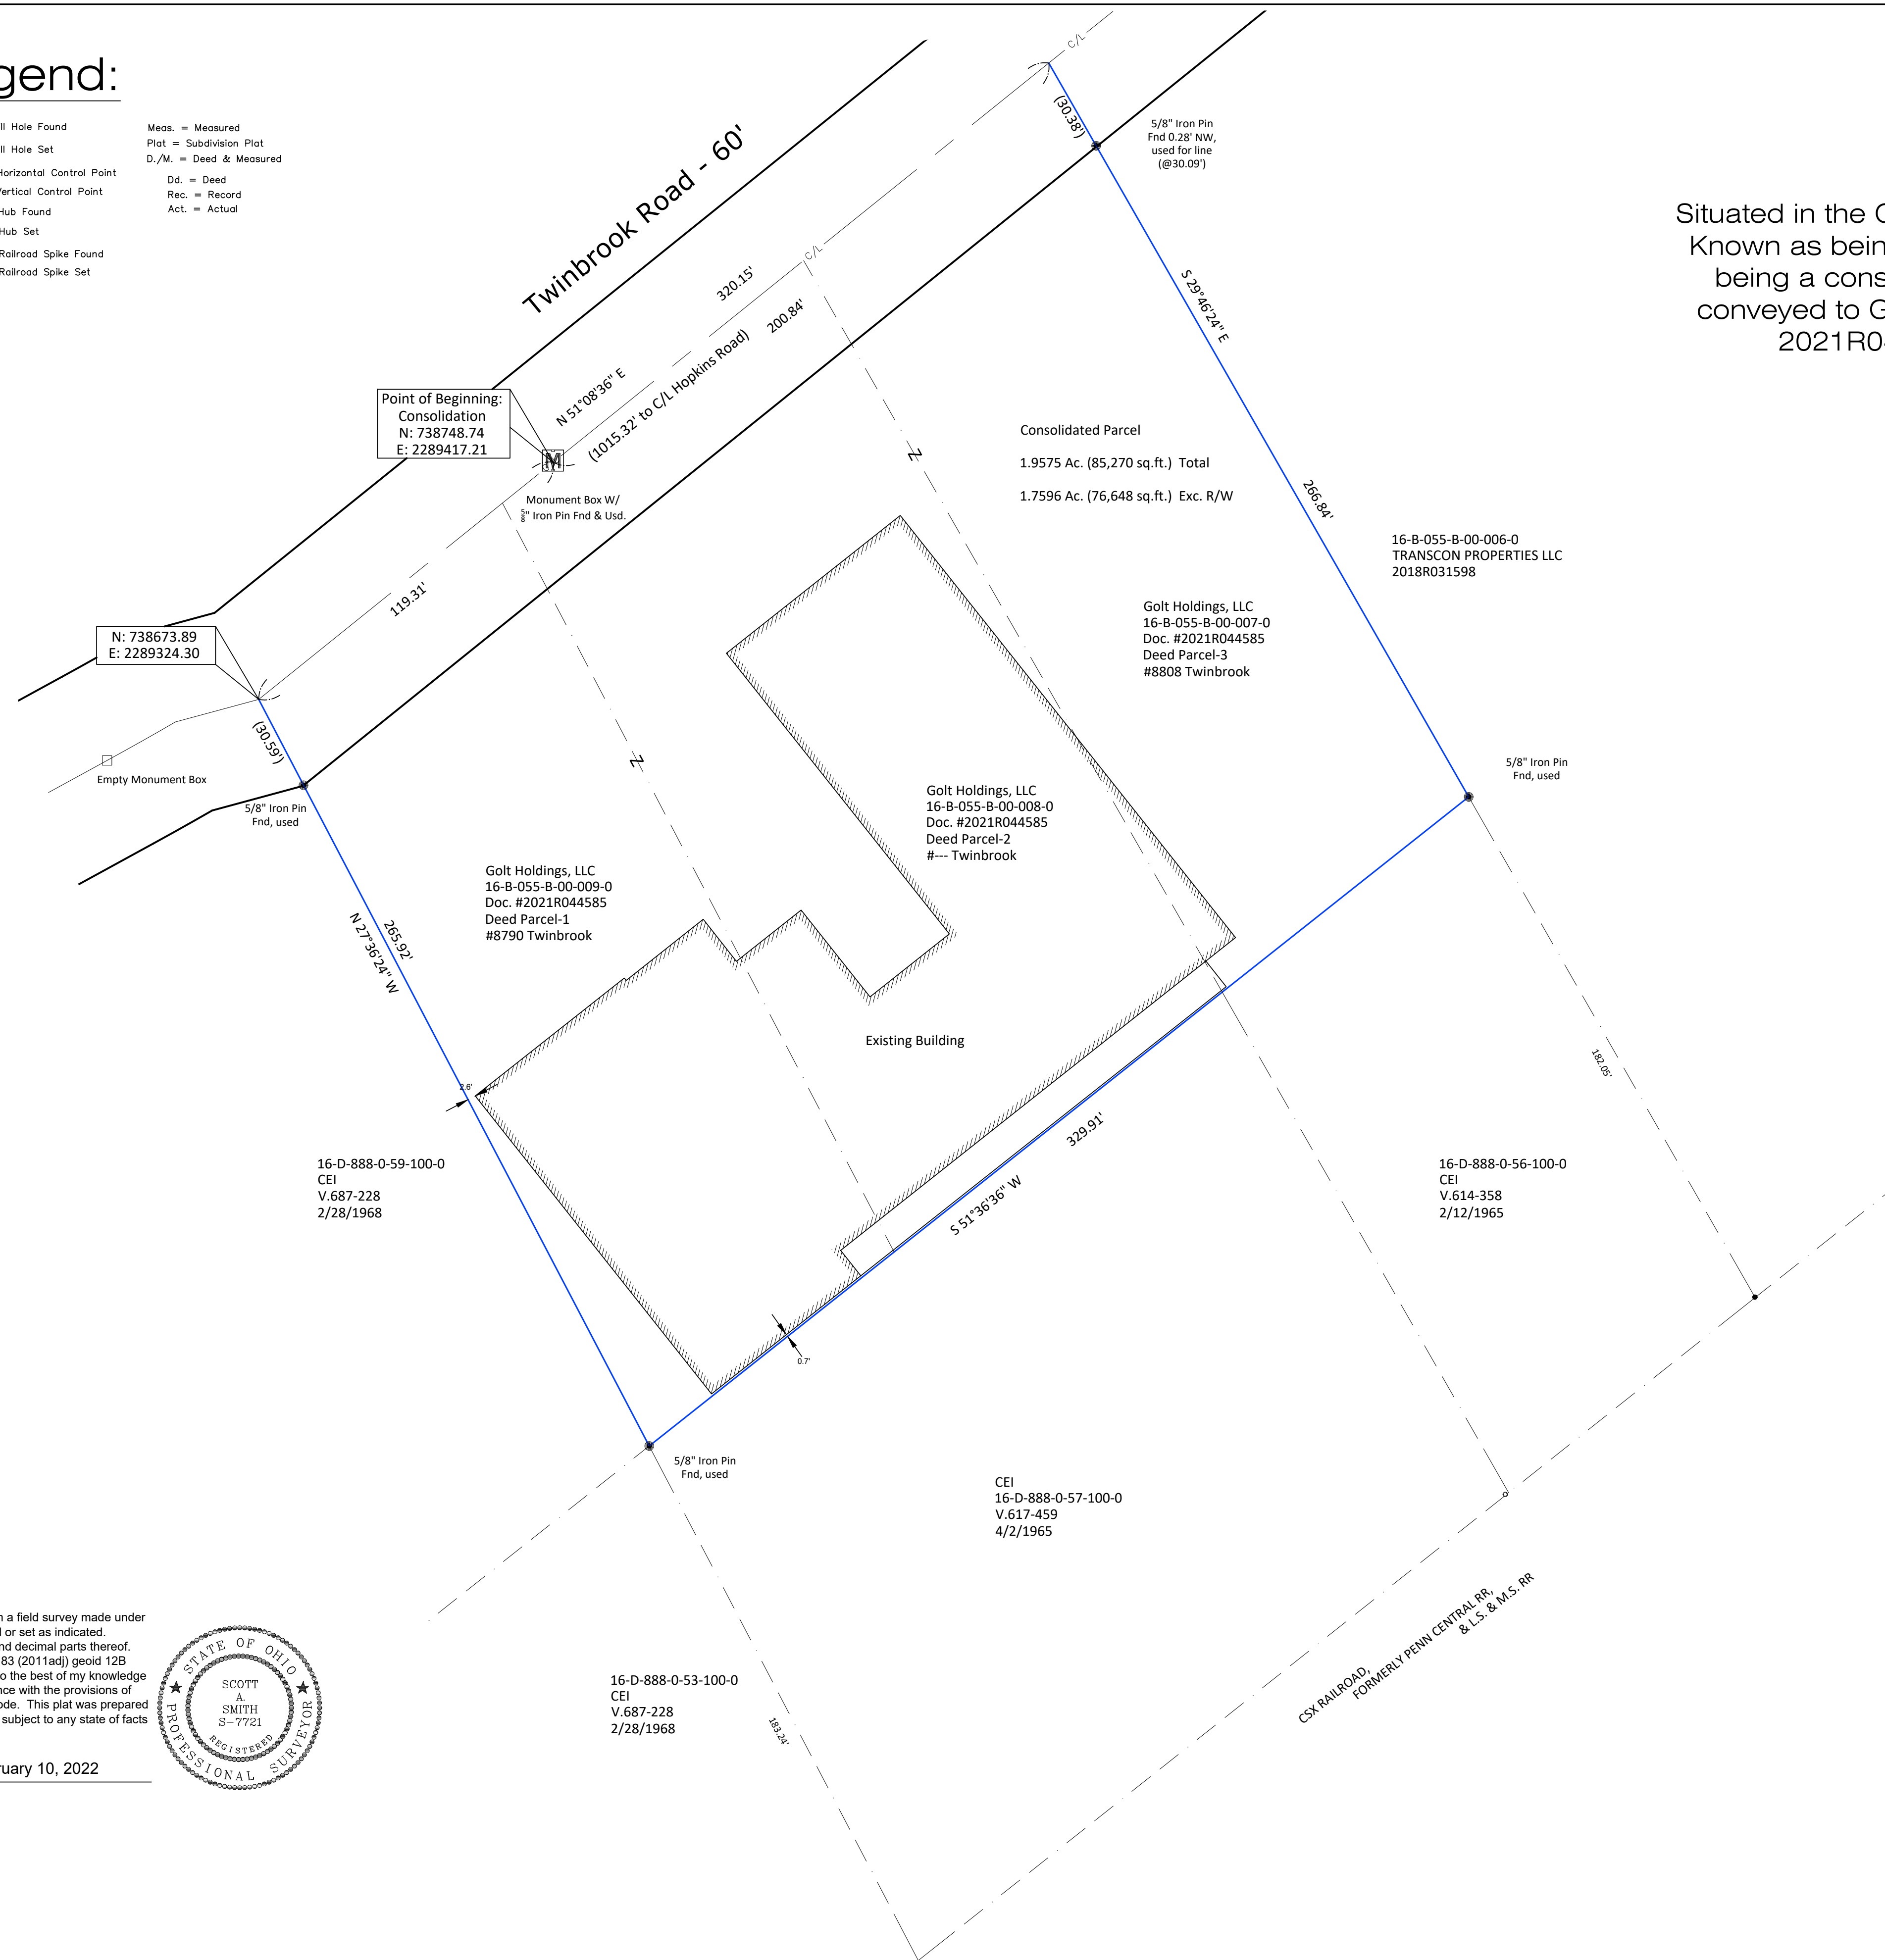 gend:
ll Hole Found
ll Hole Set
Horizontal Control Point
Vertical Control Point
Hub Found
Hub Set
Railroad Spike Found
Railroad Spike Set
Meas. = Measured
Plat = Subdivision Plat
D./M. = Deed & Measured
Dd. = Deed
Rec. = Record
Act. = Actual
Twinbrook Road - 60'
C/L
(30.38')
5/8" Iron Pin
Fnd 0.28' NW,
used for line
(@30.09')
Situated in the
Known as bein
being a cons
conveyed to G
2021R04
C/L
320.15'
200.84'
N 51°08'36" E
(1015.32' to C/L Hopkins Road)
S 29°46'24" E
266.84'
Point of Beginning:
Consolidation
N: 738748.74
E: 2289417.21
M
Monument Box W/
5/8" Iron Pin Fnd & Usd.
Consolidated Parcel
1.9575 Ac. (85,270 sq.ft.) Total
1.7596 Ac. (76,648 sq.ft.) Exc. R/W
Z
Z
16-B-055-B-00-006-0
TRANSCON PROPERTIES LLC
2018R031598
119.31'
N: 738673.89
E: 2289324.30
Golt Holdings, LLC
16-B-055-B-00-007-0
Doc. #2021R044585
Deed Parcel-3
#8808 Twinbrook
(30.59')
Empty Monument Box
5/8" Iron Pin
Fnd, used
5/8" Iron Pin
Fnd, used
Golt Holdings, LLC
16-B-055-B-00-008-0
Doc. #2021R044585
Deed Parcel-2
#--- Twinbrook
Golt Holdings, LLC
16-B-055-B-00-009-0
Doc. #2021R044585
Deed Parcel-1
#8790 Twinbrook
265.92'
N 27°36'24" W
Existing Building
2.6'
182.05'
329.91'
S 51°36'36" W
16-D-888-0-59-100-0
CEI
V.687-228
2/28/1968
16-D-888-0-56-100-0
CEI
V.614-358
2/12/1965
0.7'
5/8" Iron Pin
Fnd, used
CEI
16-D-888-0-57-100-0
V.617-459
4/2/1965
CSX RAILROAD,
FORMERLY PENN CENTRAL RR,
& L.S. & M.S. RR
16-D-888-0-53-100-0
CEI
V.687-228
2/28/1968
183.24'
n a field survey made under
d or set as indicated.
nd decimal parts thereof.
83 (2011adj) geoid 12B
o the best of my knowledge
nce with the provisions of
ode. This plat was prepared
subject to any state of facts
ruary 10, 2022
STATE OF OHIO
SCOTT
A.
SMITH
S-7721
REGISTERED
PROFESSIONAL SURVEYOR